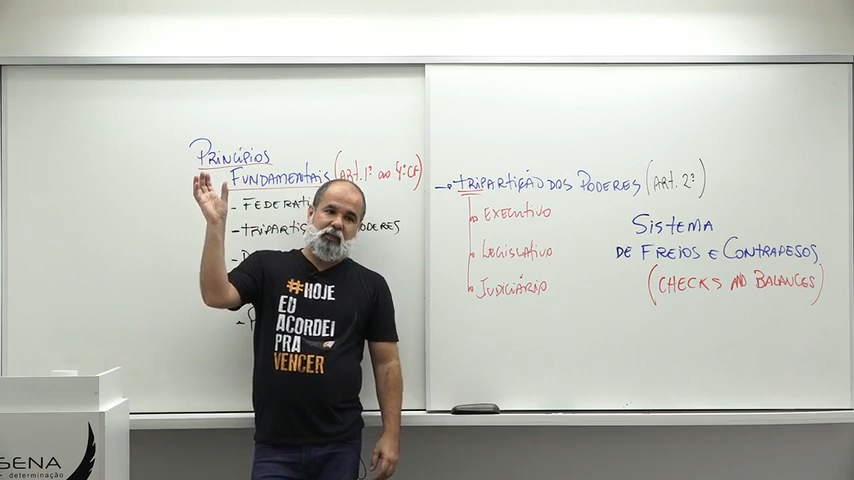 PRINCÍPIOS
FUNDAMENTAIS (ART. 1º ao 4º CF)
- FEDERATI
- TRIPARTIÇ ODERES
- TRIPARTIÇÃO DOS PODERES (ART. 2º)
EXECUTIVO
LEGISLATIVO
JUDICIÁRIO
SISTEMA
DE FREIOS E CONTRAPESOS
(CHECKS AND BALANCES)
#HOJE
EU
ACORDEI
PRA
VENCER
SENA
determinação